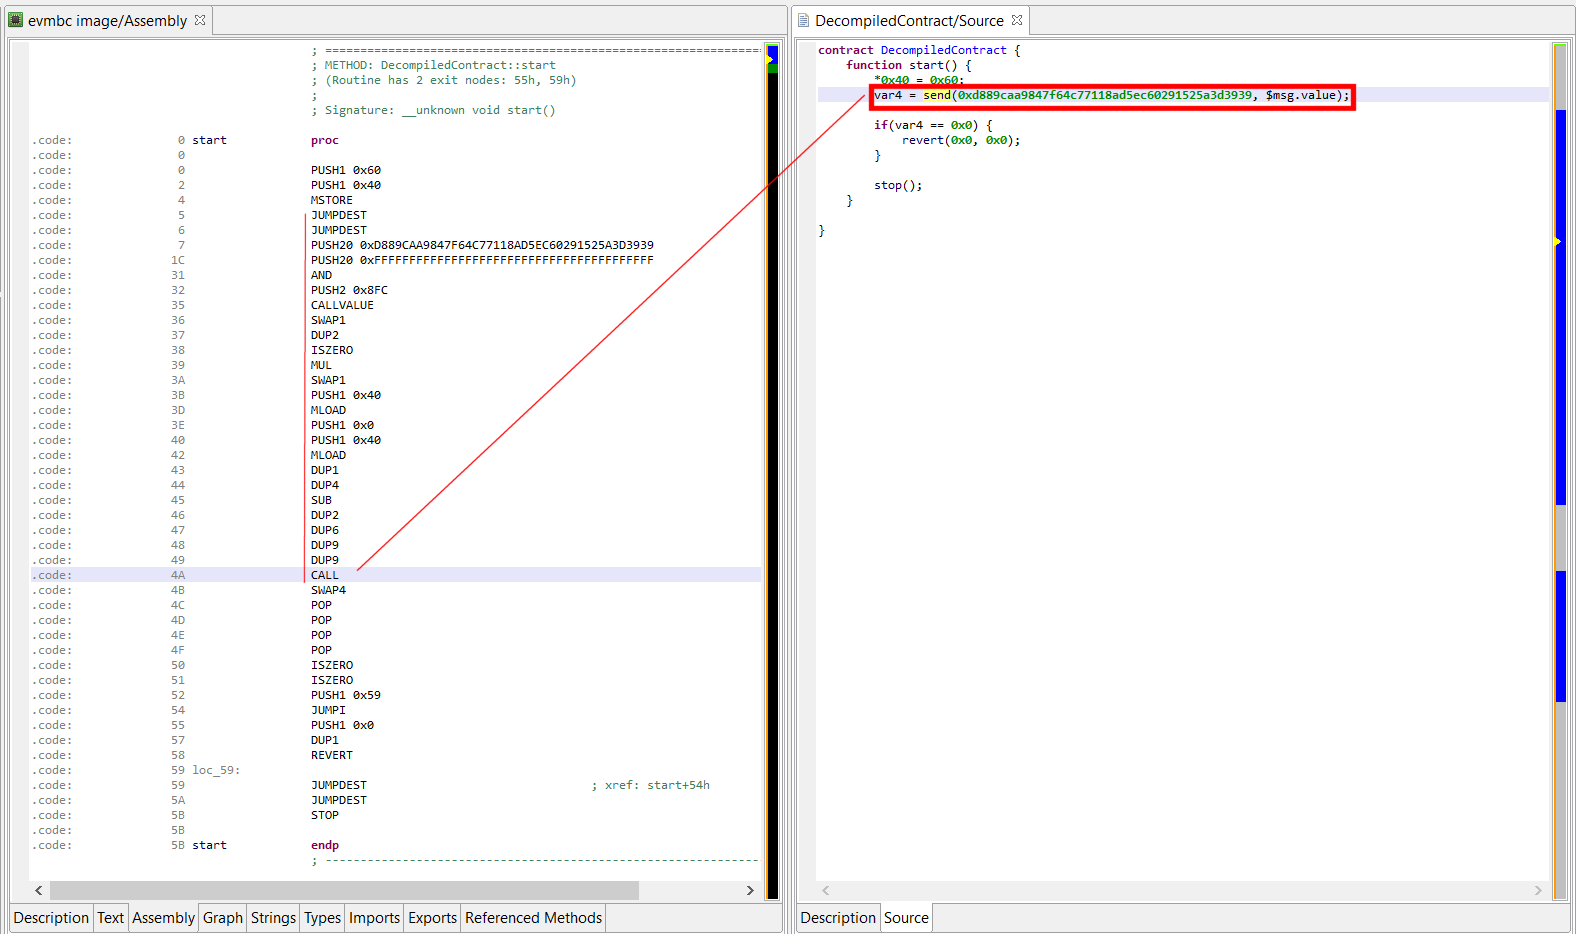 evmbc image/Assembly
; ==============================================================
; METHOD: DecompiledContract::start
; (Routine has 2 exit nodes: 55h, 59h)
;
; Signature: __unknown void start()
.code: 0 start proc
.code: 0
.code: 0 PUSH1 0x60
.code: 2 PUSH1 0x40
.code: 4 MSTORE
.code: 5 JUMPDEST
.code: 6 JUMPDEST
.code: 7 PUSH20 0xD889CAA9847F64C77118AD5EC60291525A3D3939
.code: 1C PUSH20 0xFFFFFFFFFFFFFFFFFFFFFFFFFFFFFFFFFFFFFFFF
.code: 31 AND
.code: 32 PUSH2 0x8FC
.code: 35 CALLVALUE
.code: 36 SWAP1
.code: 37 DUP2
.code: 38 ISZERO
.code: 39 MUL
.code: 3A SWAP1
.code: 3B PUSH1 0x40
.code: 3D MLOAD
.code: 3E PUSH1 0x0
.code: 40 PUSH1 0x40
.code: 42 MLOAD
.code: 43 DUP1
.code: 44 DUP4
.code: 45 SUB
.code: 46 DUP2
.code: 47 DUP6
.code: 48 DUP9
.code: 49 DUP9
.code: 4A CALL
.code: 4B SWAP4
.code: 4C POP
.code: 4D POP
.code: 4E POP
.code: 4F POP
.code: 50 ISZERO
.code: 51 ISZERO
.code: 52 PUSH1 0x59
.code: 54 JUMPI
.code: 55 PUSH1 0x0
.code: 57 DUP1
.code: 58 REVERT
.code: 59 loc_59:
.code: 59 JUMPDEST ; xref: start+54h
.code: 5A JUMPDEST
.code: 5B STOP
.code: 5B
.code: 5B start endp
; --------------------------------------------------------------
Description Text Assembly Graph Strings Types Imports Exports Referenced Methods
DecompiledContract/Source
contract DecompiledContract {
function start() {
*0x40 = 0x60;
var4 = send(0xd889caa9847f64c77118ad5ec60291525a3d3939, $msg.value);
if(var4 == 0x0) {
revert(0x0, 0x0);
}
stop();
}
}
Description Source